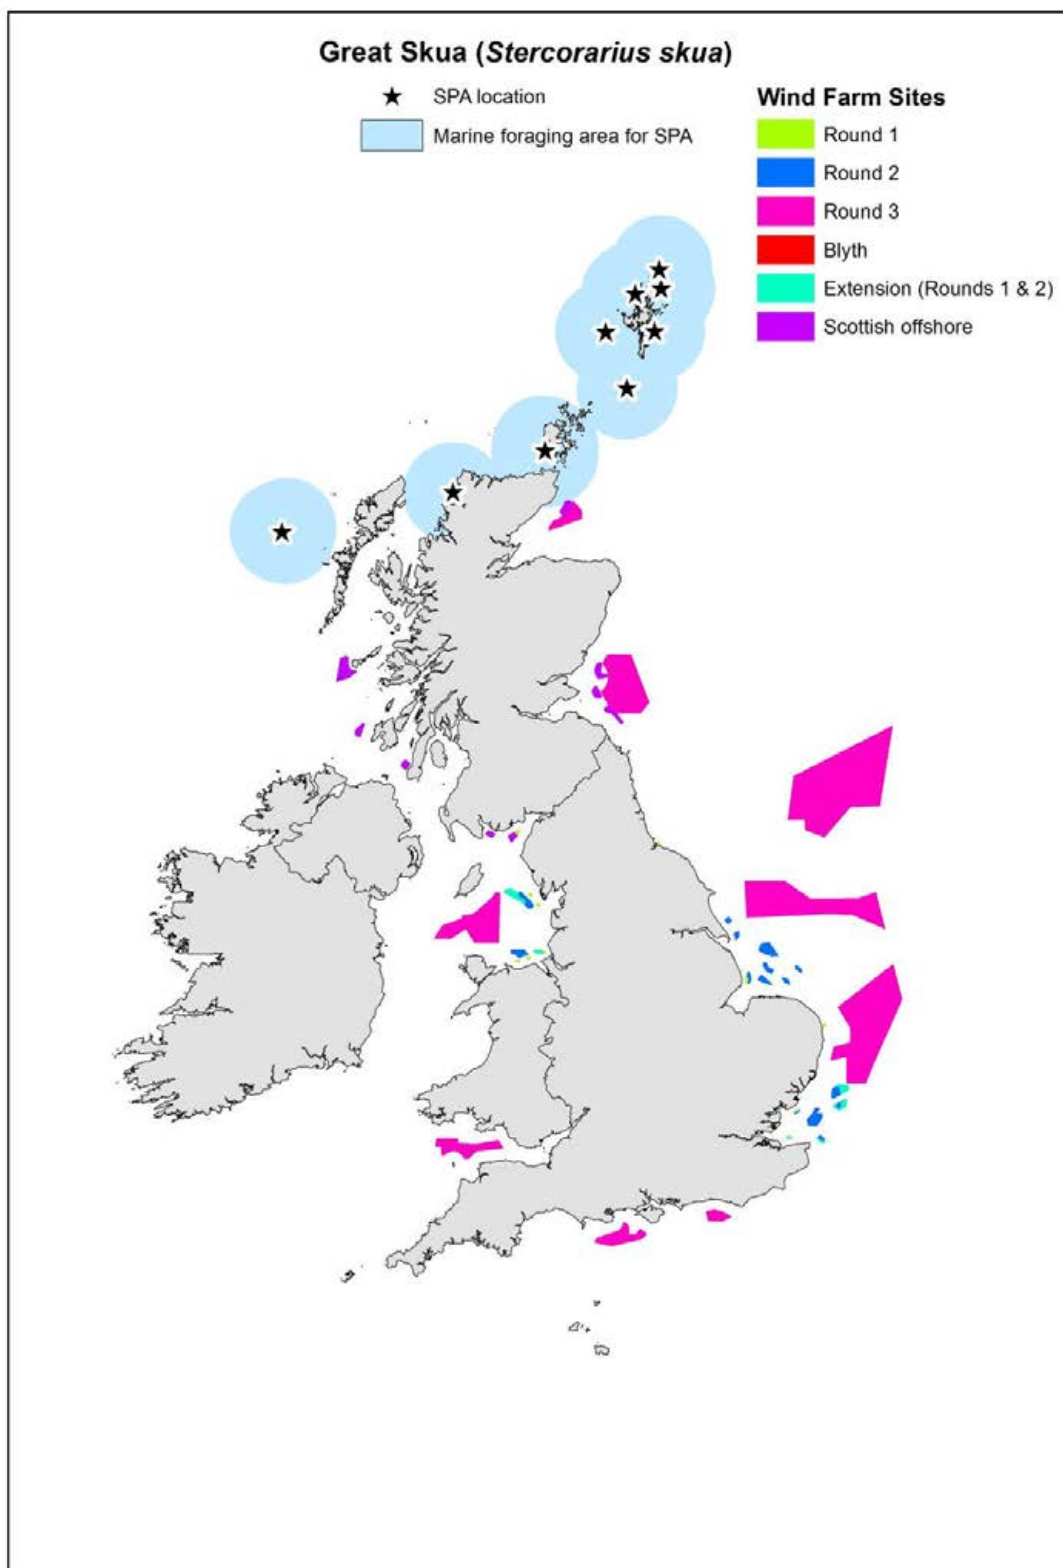 Great Skua (Stercorarius skua)
SPA location
Marine foraging area for SPA
Wind Farm Sites
Round 1
Round 2
Round 3
Blyth
Extension (Rounds 1 & 2)
Scottish offshore